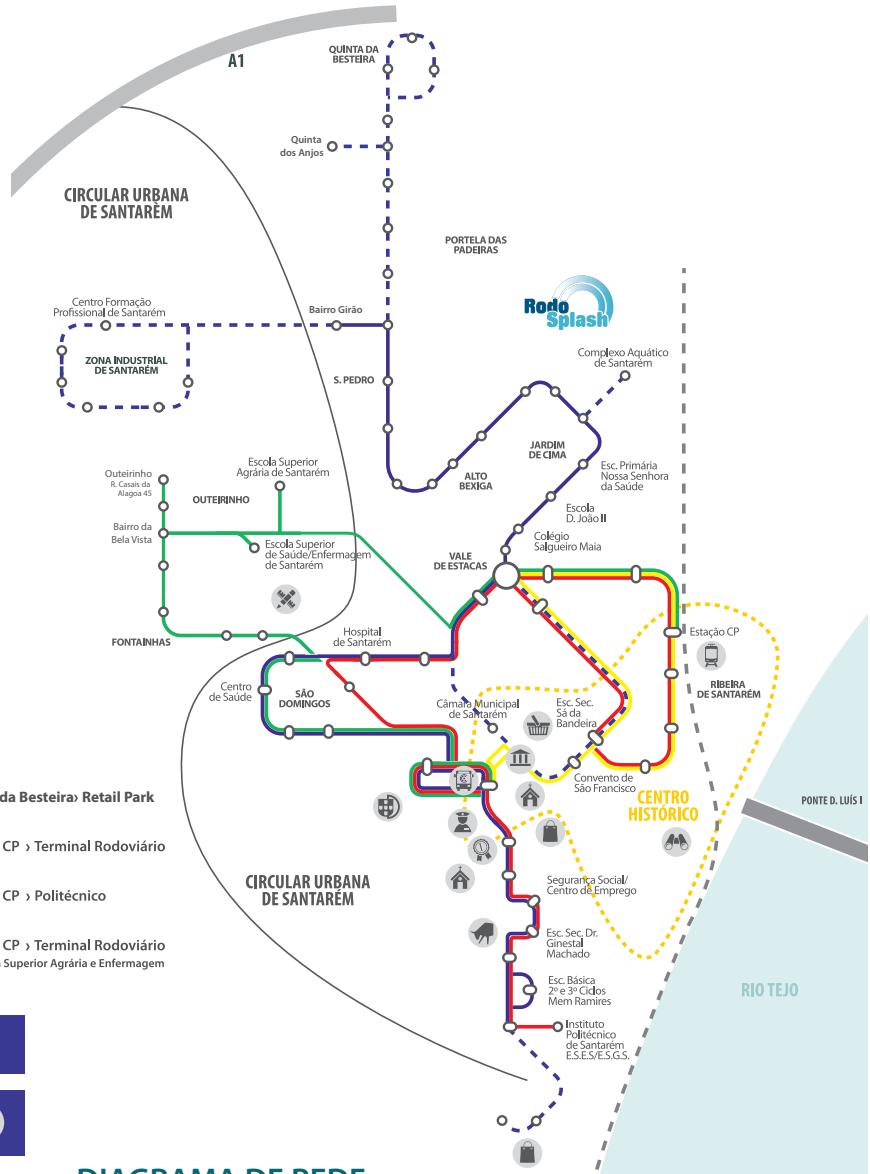 A1
QUINTA DA
BESTEIRA
Quinta
dos Anjos
CIRCULAR URBANA
DE SANTARÈM
PORTELA DAS
PADEIRAS
Centro Formação
Profissional de Santarém
Bairro Girão
Rodo
Splash
Complexo Aquático
de Santarém
ZONA INDUSTRIAL
DE SANTARÉM
S. PEDRO
JARDIM
DE CIMA
ALTO
BEXIGA
Esc. Primária
Nossa Senhora
da Saúde
Outeirinho
R. Casais da
Alagoa 45
OUTEIRINHO
Escola Superior
Agrária de Santarém
Escola
D. João II
Bairro da
Bela Vista
Escola Superior
de Saúde/Enfermagem
de Santarém
Colégio
Salgueiro Maia
VALE
DE ESTACAS
FONTAINHAS
Hospital
de Santarém
Estação CP
RIBEIRA
DE SANTARÉM
Centro
de Saúde
SÃO
DOMINGOS
Câmara Municipal
de Santarém
Esc. Sec.
Sá da
Bandeira
Convento de
São Francisco
CENTRO
HISTÓRICO
PONTE D. LUÍS I
da Besteira› Retail Park
CP › Terminal Rodoviário
CP › Politécnico
CP › Terminal Rodoviário
Superior Agrária e Enfermagem
CIRCULAR URBANA
DE SANTARÉM
Segurança Social/
Centro de Emprego
Esc. Sec. Dr.
Ginestal
Machado
Esc. Básica
2º e 3º Ciclos
Mem Ramires
Instituto
Politécnico
de Santarém
E.S.E.S/E.S.G.S.
RIO TEJO
DIAGRAMA DE REDE